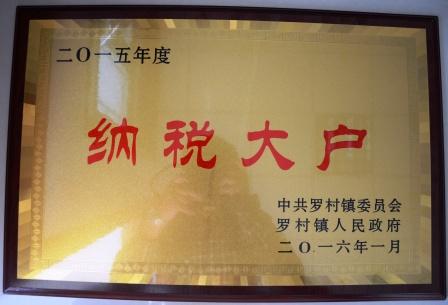 二〇一五年度
纳税大户
中共罗村镇委员会
罗村镇人民政府
二〇一六年一月